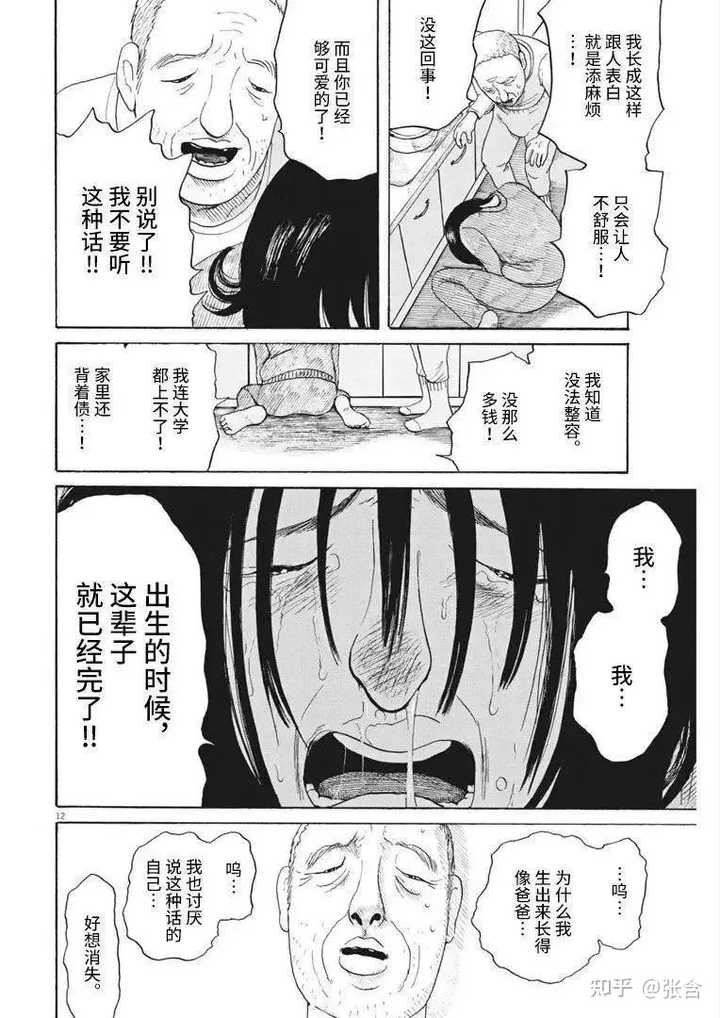 我长成这样
跟人表白
就是添麻烦
…！
只会让人
不舒服…！
没这回事！
而且你已经
够可爱的了！
别说了!!
我不要听
这种话!!
我知道
没法整容。
没那么
多钱！
我连大学
都上不了！
家里还
背着债…！
我…
我…
出生的时候，
这辈子
就已经完了!!
12
呜…
为什么我
生出来长得
像爸爸…
呜…
我也讨厌
说这种话的
自己…
好想消失。
知乎 @张含